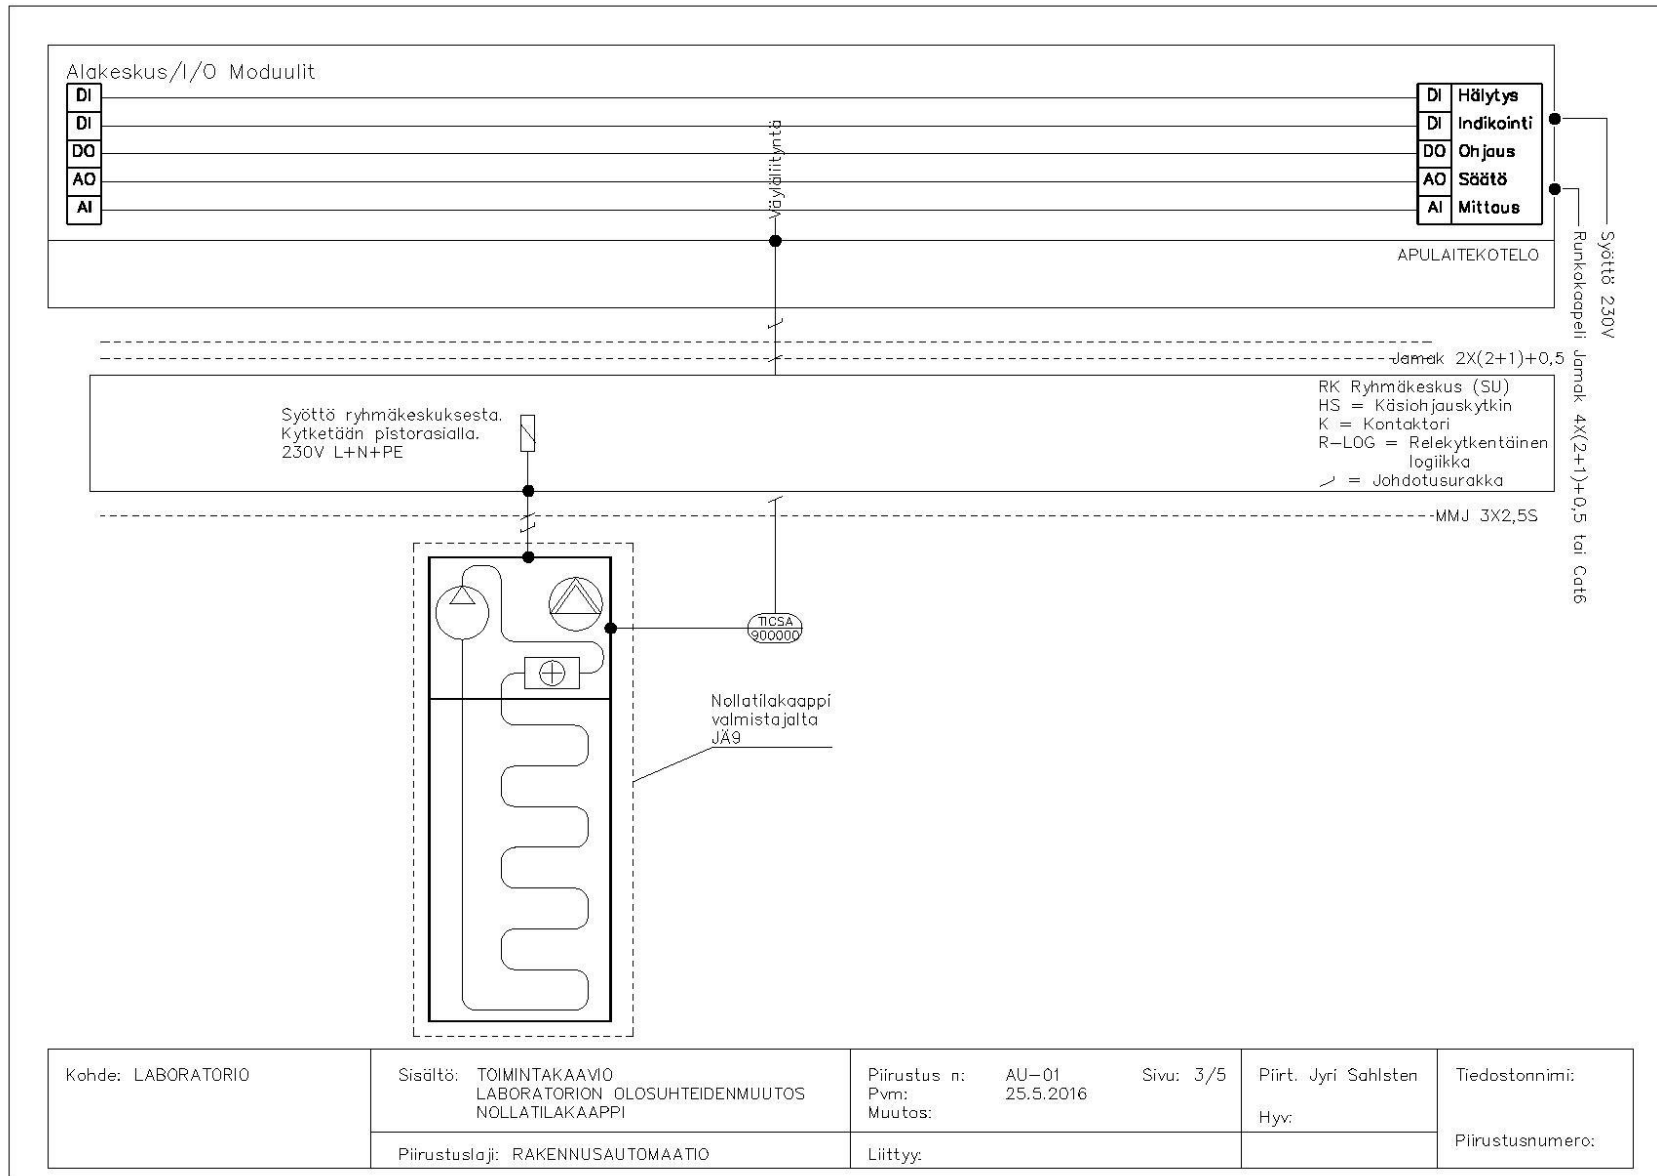 Alakeskus/I/O Moduulit
DI
DI
DO
AO
AI
Väyläliityntä
DI Hälytys
DI Indikointi
DO Ohjaus
AO Säätö
AI Mittaus
APULAITEKOTELO
Syöttö 230V
Runkokaapeli Jamak 4X(2+1)+0,5 tai Cat6
Jamak 2X(2+1)+0,5
Syöttö ryhmäkeskuksesta.
Kytketään pistorasialla.
230V L+N+PE
RK Ryhmäkeskus (SU)
HS = Käsiohjauskytkin
K = Kontaktori
R-LOG = Relekytkentäinen
logiikka
= Johdotusurakka
MMJ 3X2,5S
TICSA
900000
Nollatilakaappi
valmistajalta
JÄ9
Kohde: LABORATORIO
Sisältö: TOIMINTAKAAVIO
LABORATORION OLOSUHTEIDENMUUTOS
NOLLATILAKAAPPI
Piirustuslaji: RAKENNUSAUTOMAATIO
Piirustus n: AU-01 Sivu: 3/5
Pvm: 25.5.2016
Muutos:
Liittyy:
Piirt. Jyri Sahlsten
Hyv:
Tiedostonnimi:
Piirustusnumero: